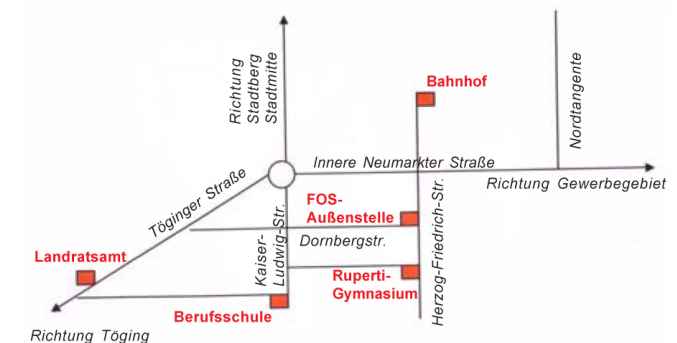 Richtung
Stadtberg
Stadtmitte
Bahnhof
Nordtangente
Innere Neumarkter Straße
Richtung Gewerbegebiet
Töginger Straße
FOS-
Außenstelle
Kaiser-
Ludwig-Str.
Dornbergstr.
Herzog-Friedrich-Str.
Landratsamt
Ruperti-
Gymnasium
Berufsschule
Richtung Töging